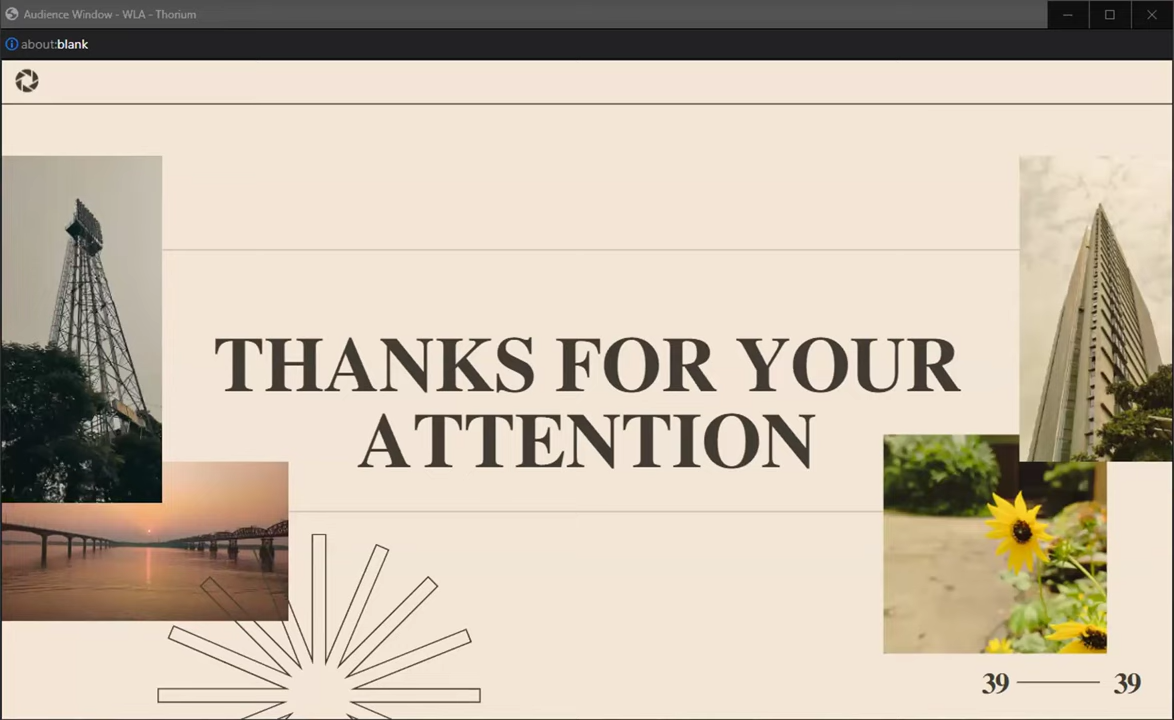 Audience Window - WLA - Thorium
about:blank
THANKS FOR YOUR
ATTENTION
39 39